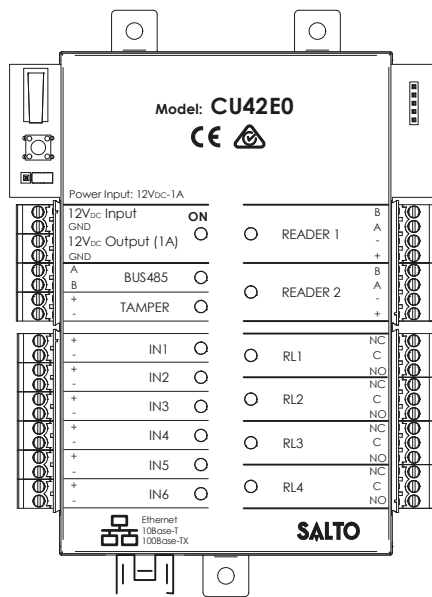 Model: CU42E0
CE
Power Input: 12VDC-1A
12VDC Input
ON
GND
12VDC Output (1A)
GND
A
BUS485
B
+
TAMPER
-
+
IN1
-
+
IN2
-
+
IN3
-
+
IN4
-
+
IN5
-
+
IN6
-
B
READER 1
A
-
+
B
READER 2
A
-
+
NC
RL1
C
NO
NC
RL2
C
NO
NC
RL3
C
NO
NC
RL4
C
NO
Ethernet
10Base-T
100Base-TX
SALTO